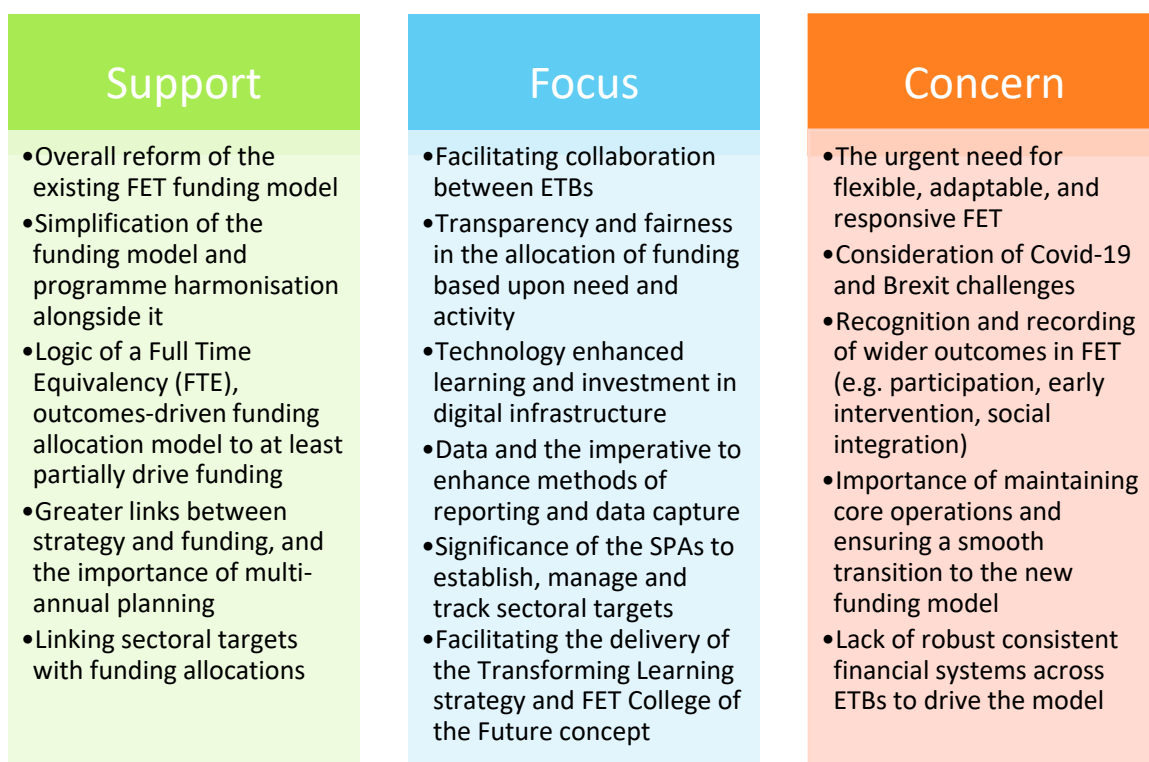 Support
•Overall reform of the
existing FET funding model
•Simplification of the
funding model and
programme harmonisation
alongside it
•Logic of a Full Time
Equivalency (FTE),
outcomes-driven funding
allocation model to at least
partially drive funding
•Greater links between
strategy and funding, and
the importance of multi-
annual planning
•Linking sectoral targets
with funding allocations
Focus
•Facilitating collaboration
between ETBs
•Transparency and fairness
in the allocation of funding
based upon need and
activity
•Technology enhanced
learning and investment in
digital infrastructure
•Data and the imperative to
enhance methods of
reporting and data capture
•Significance of the SPAs to
establish, manage and
track sectoral targets
•Facilitating the delivery of
the Transforming Learning
strategy and FET College of
the Future concept
Concern
•The urgent need for
flexible, adaptable, and
responsive FET
•Consideration of Covid-19
and Brexit challenges
•Recognition and recording
of wider outcomes in FET
(e.g. participation, early
intervention, social
integration)
•Importance of maintaining
core operations and
ensuring a smooth
transition to the new
funding model
•Lack of robust consistent
financial systems across
ETBs to drive the model